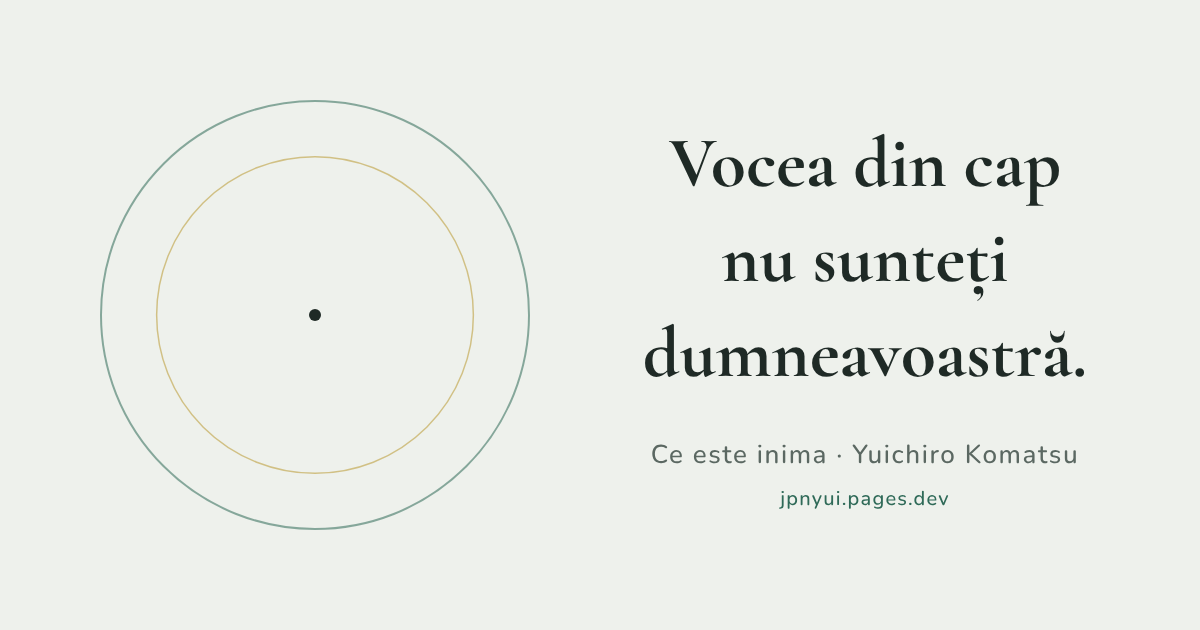 Vocea din cap
nu sunteți
dumneavoastră.
Ce este inima · Yuichiro Komatsu
jpnyui.pages.dev